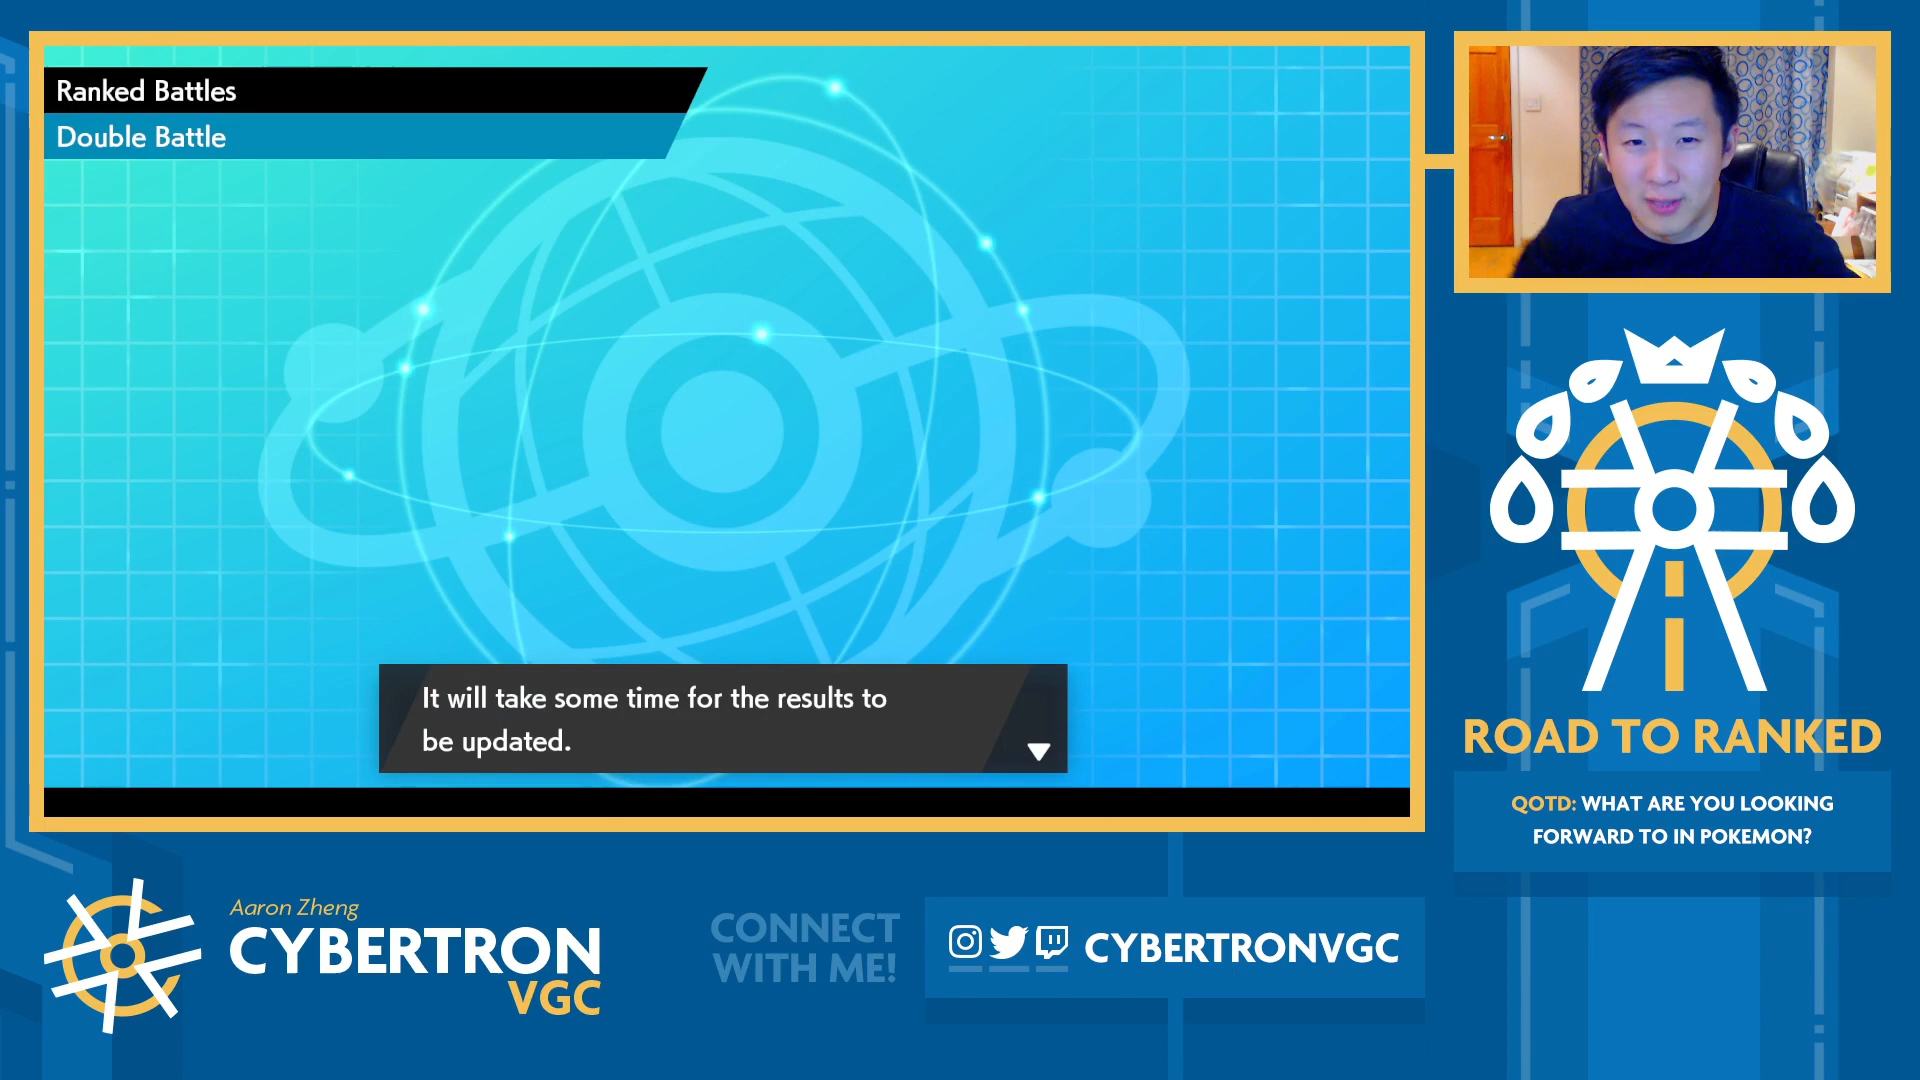 Ranked Battles
Double Battle
It will take some time for the results to
be updated.
ROAD TO RANKED
QOTD: WHAT ARE YOU LOOKING
FORWARD TO IN POKEMON?
Aaron Zheng
CYBERTRON
VGC
CONNECT
WITH ME!
CYBERTRONVGC